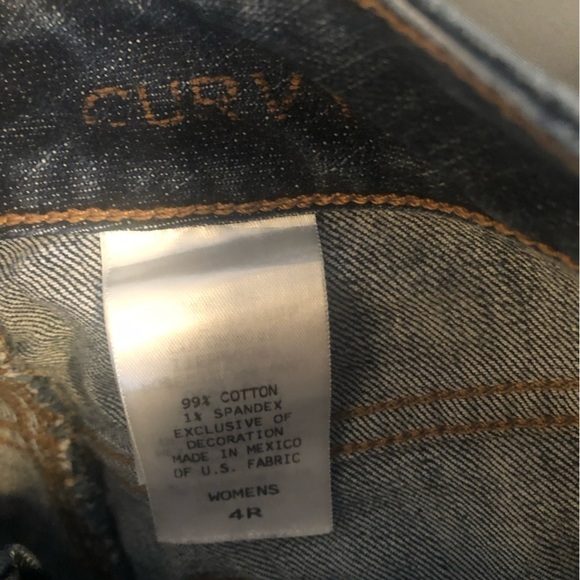 CURVY
99% COTTON
1% SPANDEX
EXCLUSIVE OF
DECORATION
MADE IN MEXICO
OF U.S. FABRIC
WOMENS
4R